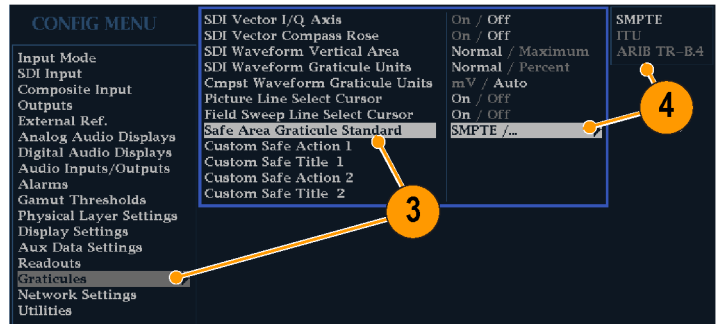 CONFIG MENU
Input Mode
SDI Input
Composite Input
Outputs
External Ref.
Analog Audio Displays
Digital Audio Displays
Audio Inputs/Outputs
Alarms
Gamut Thresholds
Physical Layer Settings
Display Settings
Aux Data Settings
Readouts
Graticules
Network Settings
Utilities
SDI Vector I/Q Axis On / Off
SDI Vector Compass Rose On / Off
SDI Waveform Vertical Area Normal / Maximum
SDI Waveform Graticule Units Normal / Percent
Cmpst Waveform Graticule Units mV / Auto
Picture Line Select Cursor On / Off
Field Sweep Line Select Cursor On / Off
Safe Area Graticule Standard SMPTE /...
Custom Safe Action 1
Custom Safe Title 1
Custom Safe Action 2
Custom Safe Title 2
SMPTE
ITU
ARIB TR-B.4
3
4